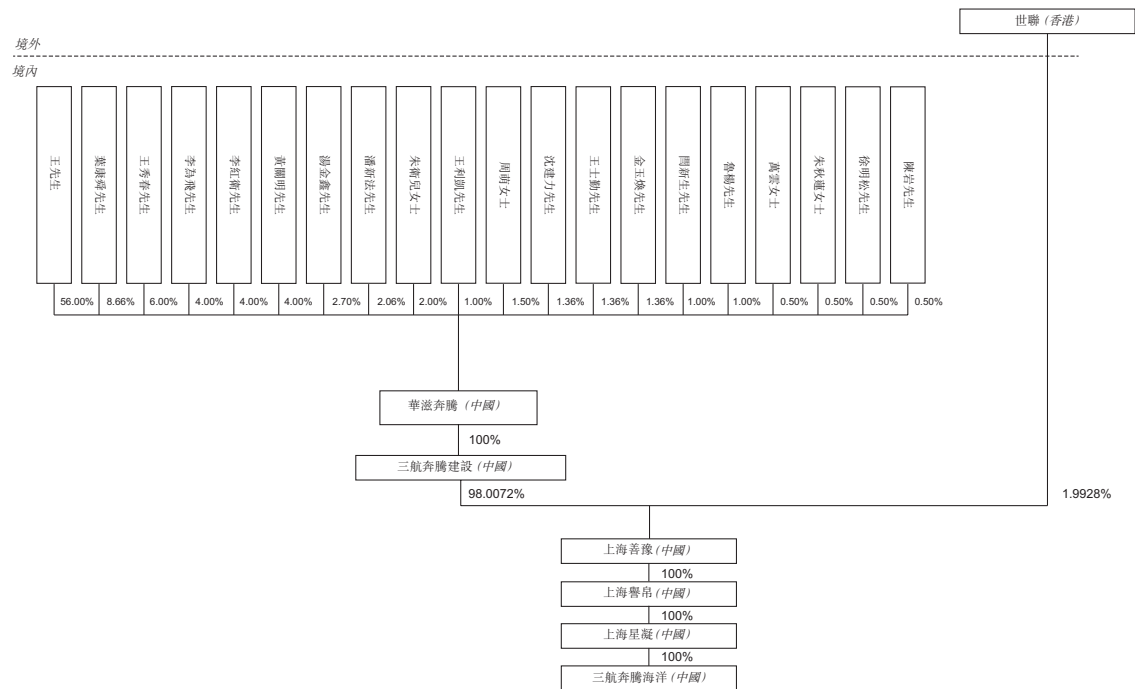 世聯 (香港)
境外
境內
王先生
葉康舜先生
王秀春先生
李為飛先生
李紅衛先生
黃關明先生
湯金鑫先生
潘新法先生
朱衛兒女士
王利凱先生
周萌女士
沈建力先生
王士勤先生
金玉煥先生
閆新生先生
魯楊先生
萬雲女士
朱秋蓮女士
徐明松先生
陳岩先生
56.00% 8.66% 6.00% 4.00% 4.00% 4.00% 2.70% 2.06% 2.00% 1.00% 1.50% 1.36% 1.36% 1.36% 1.00% 1.00% 0.50% 0.50% 0.50% 0.50%
華滋奔騰 (中國)
100%
三航奔騰建設 (中國)
98.0072% 1.9928%
上海善豫 (中國)
100%
上海譽帛 (中國)
100%
上海星凝 (中國)
100%
三航奔騰海洋 (中國)